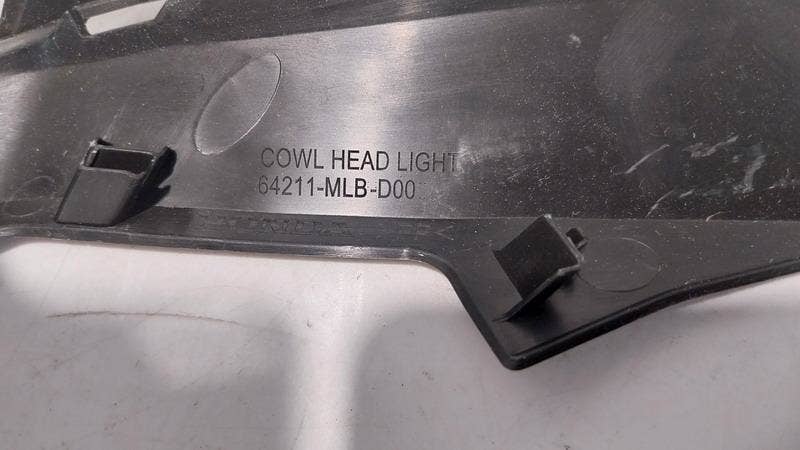 COWL HEAD LIGHT
64211-MLB-D00